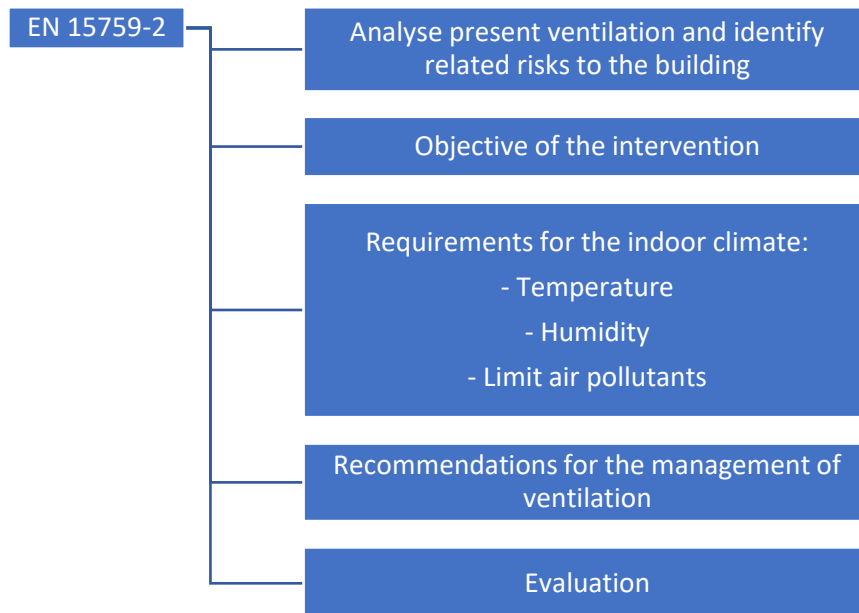 EN 15759-2
Analyse present ventilation and identify
related risks to the building
Objective of the intervention
Requirements for the indoor climate:
- Temperature
- Humidity
- Limit air pollutants
Recommendations for the management of
ventilation
Evaluation